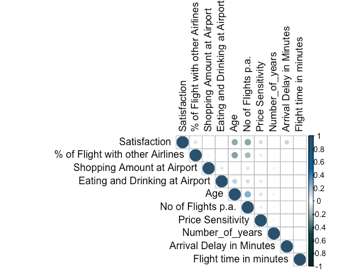 Satisfaction
% of Flight with other Airlines
Shopping Amount at Airport
Eating and Drinking at Airport
Age
No of Flights p.a.
Price Sensitivity
Number_of_years
Arrival Delay in Minutes
Flight time in minutes
Satisfaction
% of Flight with other Airlines
Shopping Amount at Airport
Eating and Drinking at Airport
Age
No of Flights p.a.
Price Sensitivity
Number_of_years
Arrival Delay in Minutes
Flight time in minutes
1
0.8
0.6
0.4
0.2
0
-0.2
-0.4
-0.6
-0.8
-1